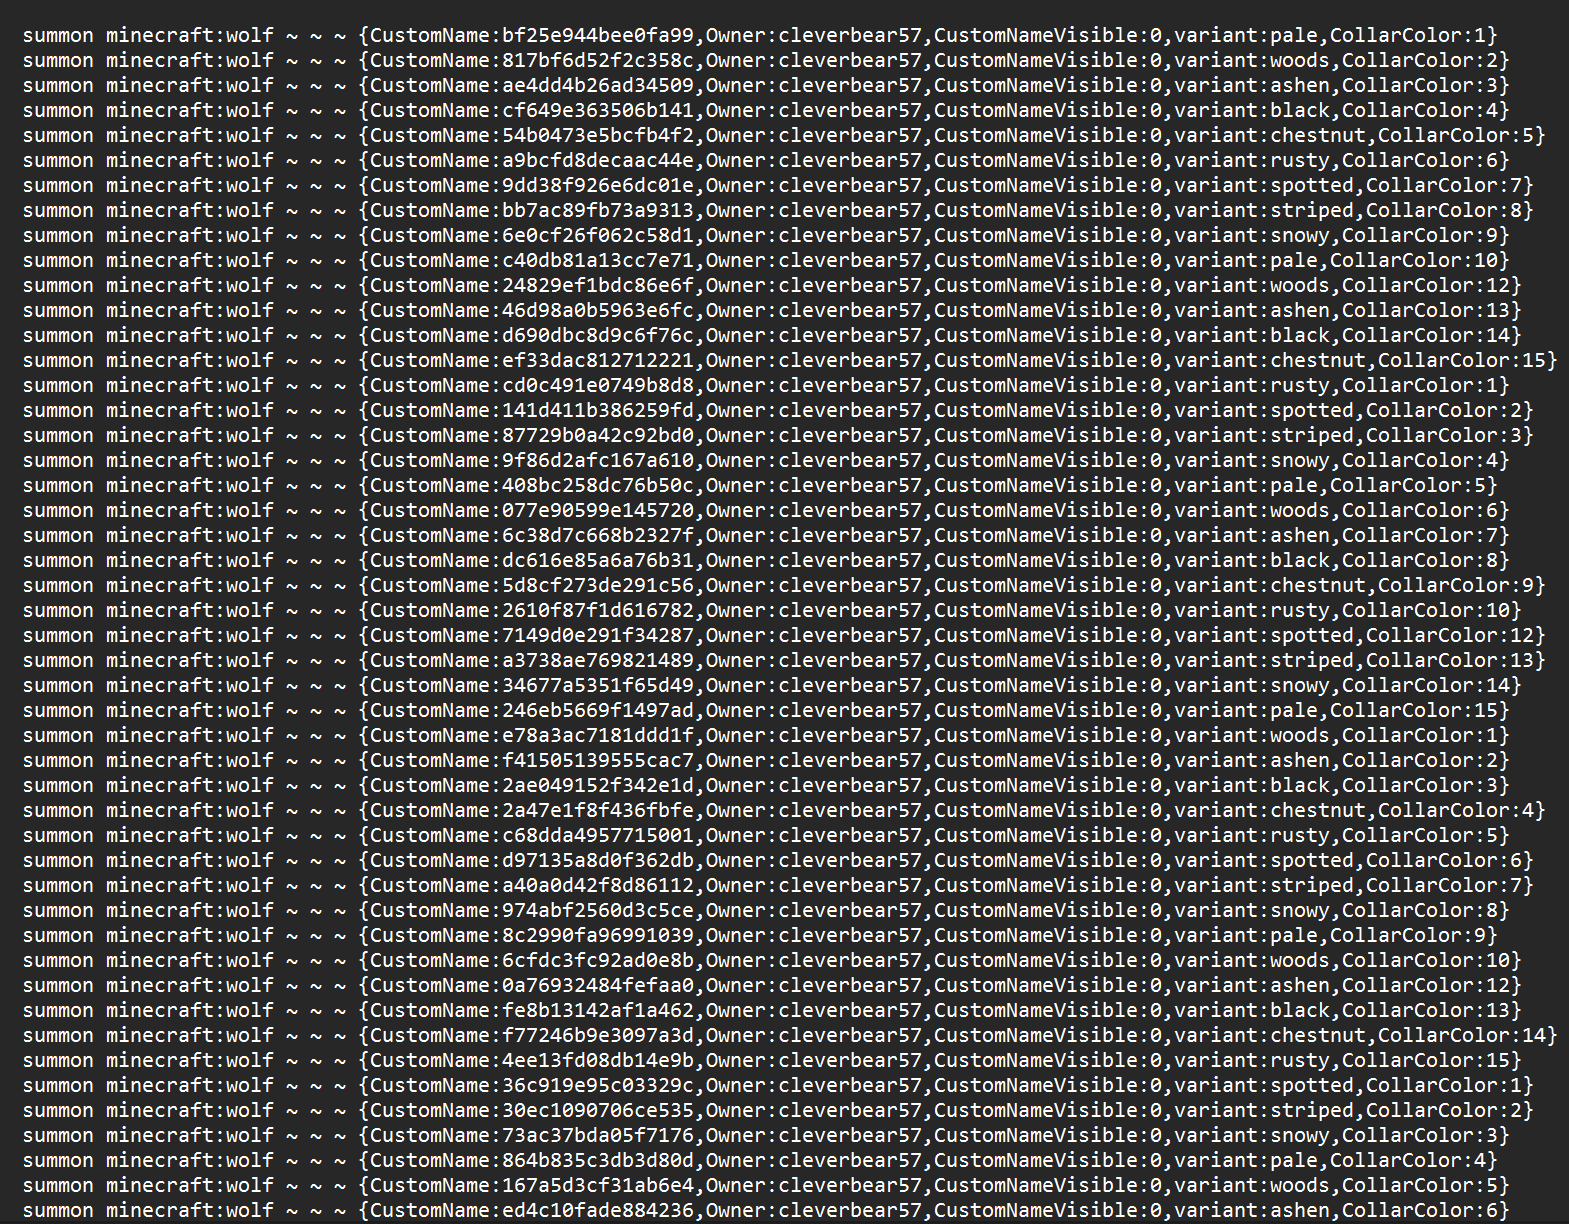 summon minecraft:wolf ~ ~ ~ {CustomName:bf25e944bee0fa99,Owner:cleverbear57,CustomNameVisible:0,variant:pale,CollarColor:1}
summon minecraft:wolf ~ ~ ~ {CustomName:817bf6d52f2c358c,Owner:cleverbear57,CustomNameVisible:0,variant:woods,CollarColor:2}
summon minecraft:wolf ~ ~ ~ {CustomName:ae4dd4b26ad34509,Owner:cleverbear57,CustomNameVisible:0,variant:ashen,CollarColor:3}
summon minecraft:wolf ~ ~ ~ {CustomName:cf649e363506b141,Owner:cleverbear57,CustomNameVisible:0,variant:black,CollarColor:4}
summon minecraft:wolf ~ ~ ~ {CustomName:54b0473e5bcfb4f2,Owner:cleverbear57,CustomNameVisible:0,variant:chestnut,CollarColor:5}
summon minecraft:wolf ~ ~ ~ {CustomName:a9bcfd8decaac44e,Owner:cleverbear57,CustomNameVisible:0,variant:rusty,CollarColor:6}
summon minecraft:wolf ~ ~ ~ {CustomName:9dd38f926e6dc01e,Owner:cleverbear57,CustomNameVisible:0,variant:spotted,CollarColor:7}
summon minecraft:wolf ~ ~ ~ {CustomName:bb7ac89fb73a9313,Owner:cleverbear57,CustomNameVisible:0,variant:striped,CollarColor:8}
summon minecraft:wolf ~ ~ ~ {CustomName:6e0cf26f062c58d1,Owner:cleverbear57,CustomNameVisible:0,variant:snowy,CollarColor:9}
summon minecraft:wolf ~ ~ ~ {CustomName:c40db81a13cc7e71,Owner:cleverbear57,CustomNameVisible:0,variant:pale,CollarColor:10}
summon minecraft:wolf ~ ~ ~ {CustomName:24829ef1bdc86e6f,Owner:cleverbear57,CustomNameVisible:0,variant:woods,CollarColor:12}
summon minecraft:wolf ~ ~ ~ {CustomName:46d98a0b5963e6fc,Owner:cleverbear57,CustomNameVisible:0,variant:ashen,CollarColor:13}
summon minecraft:wolf ~ ~ ~ {CustomName:d690dbc8d9c6f76c,Owner:cleverbear57,CustomNameVisible:0,variant:black,CollarColor:14}
summon minecraft:wolf ~ ~ ~ {CustomName:ef33dac812712221,Owner:cleverbear57,CustomNameVisible:0,variant:chestnut,CollarColor:15}
summon minecraft:wolf ~ ~ ~ {CustomName:cd0c491e0749b8d8,Owner:cleverbear57,CustomNameVisible:0,variant:rusty,CollarColor:1}
summon minecraft:wolf ~ ~ ~ {CustomName:141d411b386259fd,Owner:cleverbear57,CustomNameVisible:0,variant:spotted,CollarColor:2}
summon minecraft:wolf ~ ~ ~ {CustomName:87729b0a42c92bd0,Owner:cleverbear57,CustomNameVisible:0,variant:striped,CollarColor:3}
summon minecraft:wolf ~ ~ ~ {CustomName:9f86d2afc167a610,Owner:cleverbear57,CustomNameVisible:0,variant:snowy,CollarColor:4}
summon minecraft:wolf ~ ~ ~ {CustomName:408bc258dc76b50c,Owner:cleverbear57,CustomNameVisible:0,variant:pale,CollarColor:5}
summon minecraft:wolf ~ ~ ~ {CustomName:077e90599e145720,Owner:cleverbear57,CustomNameVisible:0,variant:woods,CollarColor:6}
summon minecraft:wolf ~ ~ ~ {CustomName:6c38d7c668b2327f,Owner:cleverbear57,CustomNameVisible:0,variant:ashen,CollarColor:7}
summon minecraft:wolf ~ ~ ~ {CustomName:dc616e85a6a76b31,Owner:cleverbear57,CustomNameVisible:0,variant:black,CollarColor:8}
summon minecraft:wolf ~ ~ ~ {CustomName:5d8cf273de291c56,Owner:cleverbear57,CustomNameVisible:0,variant:chestnut,CollarColor:9}
summon minecraft:wolf ~ ~ ~ {CustomName:2610f87f1d616782,Owner:cleverbear57,CustomNameVisible:0,variant:rusty,CollarColor:10}
summon minecraft:wolf ~ ~ ~ {CustomName:7149d0e291f34287,Owner:cleverbear57,CustomNameVisible:0,variant:spotted,CollarColor:12}
summon minecraft:wolf ~ ~ ~ {CustomName:a3738ae769821489,Owner:cleverbear57,CustomNameVisible:0,variant:striped,CollarColor:13}
summon minecraft:wolf ~ ~ ~ {CustomName:34677a5351f65d49,Owner:cleverbear57,CustomNameVisible:0,variant:snowy,CollarColor:14}
summon minecraft:wolf ~ ~ ~ {CustomName:246eb5669f1497ad,Owner:cleverbear57,CustomNameVisible:0,variant:pale,CollarColor:15}
summon minecraft:wolf ~ ~ ~ {CustomName:e78a3ac7181ddd1f,Owner:cleverbear57,CustomNameVisible:0,variant:woods,CollarColor:1}
summon minecraft:wolf ~ ~ ~ {CustomName:f41505139555cac7,Owner:cleverbear57,CustomNameVisible:0,variant:ashen,CollarColor:2}
summon minecraft:wolf ~ ~ ~ {CustomName:2ae049152f342e1d,Owner:cleverbear57,CustomNameVisible:0,variant:black,CollarColor:3}
summon minecraft:wolf ~ ~ ~ {CustomName:2a47e1f8f436fbfe,Owner:cleverbear57,CustomNameVisible:0,variant:chestnut,CollarColor:4}
summon minecraft:wolf ~ ~ ~ {CustomName:c68dda4957715001,Owner:cleverbear57,CustomNameVisible:0,variant:rusty,CollarColor:5}
summon minecraft:wolf ~ ~ ~ {CustomName:d97135a8d0f362db,Owner:cleverbear57,CustomNameVisible:0,variant:spotted,CollarColor:6}
summon minecraft:wolf ~ ~ ~ {CustomName:a40a0d42f8d86112,Owner:cleverbear57,CustomNameVisible:0,variant:striped,CollarColor:7}
summon minecraft:wolf ~ ~ ~ {CustomName:974abf2560d3c5ce,Owner:cleverbear57,CustomNameVisible:0,variant:snowy,CollarColor:8}
summon minecraft:wolf ~ ~ ~ {CustomName:8c2990fa96991039,Owner:cleverbear57,CustomNameVisible:0,variant:pale,CollarColor:9}
summon minecraft:wolf ~ ~ ~ {CustomName:6cfdc3fc92ad0e8b,Owner:cleverbear57,CustomNameVisible:0,variant:woods,CollarColor:10}
summon minecraft:wolf ~ ~ ~ {CustomName:0a76932484fefaa0,Owner:cleverbear57,CustomNameVisible:0,variant:ashen,CollarColor:12}
summon minecraft:wolf ~ ~ ~ {CustomName:fe8b13142af1a462,Owner:cleverbear57,CustomNameVisible:0,variant:black,CollarColor:13}
summon minecraft:wolf ~ ~ ~ {CustomName:f77246b9e3097a3d,Owner:cleverbear57,CustomNameVisible:0,variant:chestnut,CollarColor:14}
summon minecraft:wolf ~ ~ ~ {CustomName:4ee13fd08db14e9b,Owner:cleverbear57,CustomNameVisible:0,variant:rusty,CollarColor:15}
summon minecraft:wolf ~ ~ ~ {CustomName:36c919e95c03329c,Owner:cleverbear57,CustomNameVisible:0,variant:spotted,CollarColor:1}
summon minecraft:wolf ~ ~ ~ {CustomName:30ec1090706ce535,Owner:cleverbear57,CustomNameVisible:0,variant:striped,CollarColor:2}
summon minecraft:wolf ~ ~ ~ {CustomName:73ac37bda05f7176,Owner:cleverbear57,CustomNameVisible:0,variant:snowy,CollarColor:3}
summon minecraft:wolf ~ ~ ~ {CustomName:864b835c3db3d80d,Owner:cleverbear57,CustomNameVisible:0,variant:pale,CollarColor:4}
summon minecraft:wolf ~ ~ ~ {CustomName:167a5d3cf31ab6e4,Owner:cleverbear57,CustomNameVisible:0,variant:woods,CollarColor:5}
summon minecraft:wolf ~ ~ ~ {CustomName:ed4c10fade884236,Owner:cleverbear57,CustomNameVisible:0,variant:ashen,CollarColor:6}